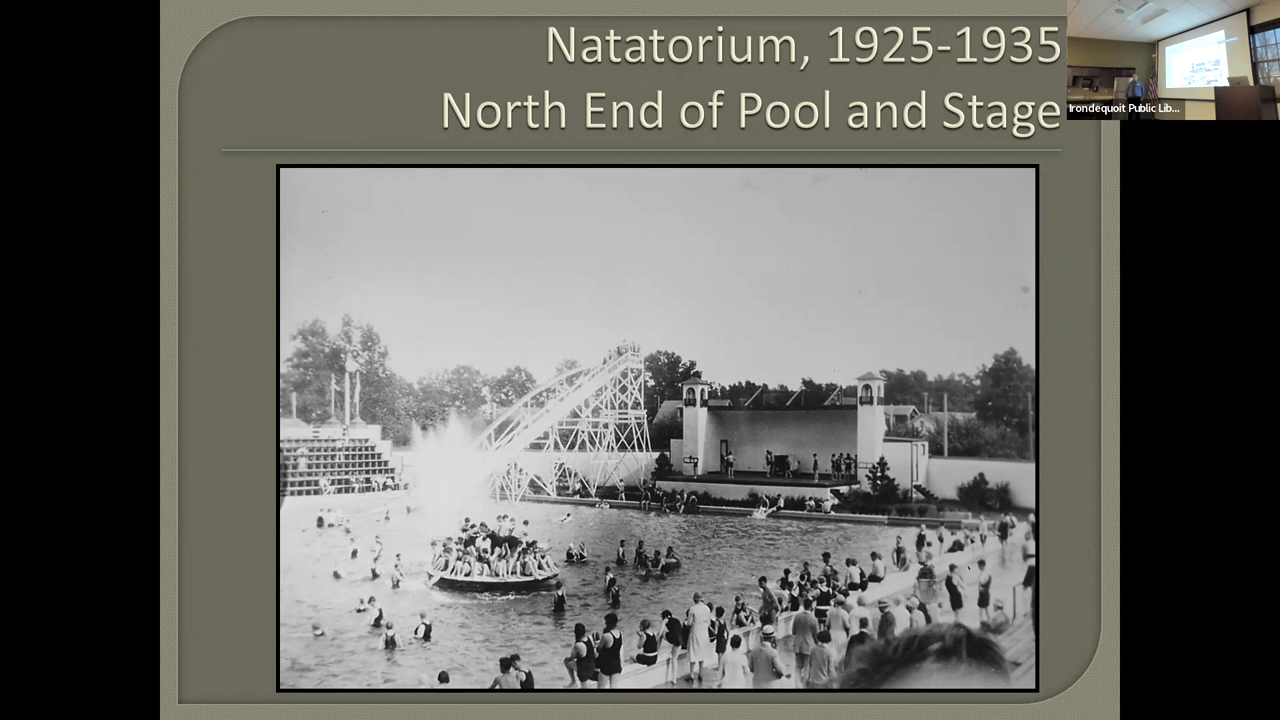 Natatorium, 1925-1935
North End of Pool and Stage
Irondequoit Public Lib...